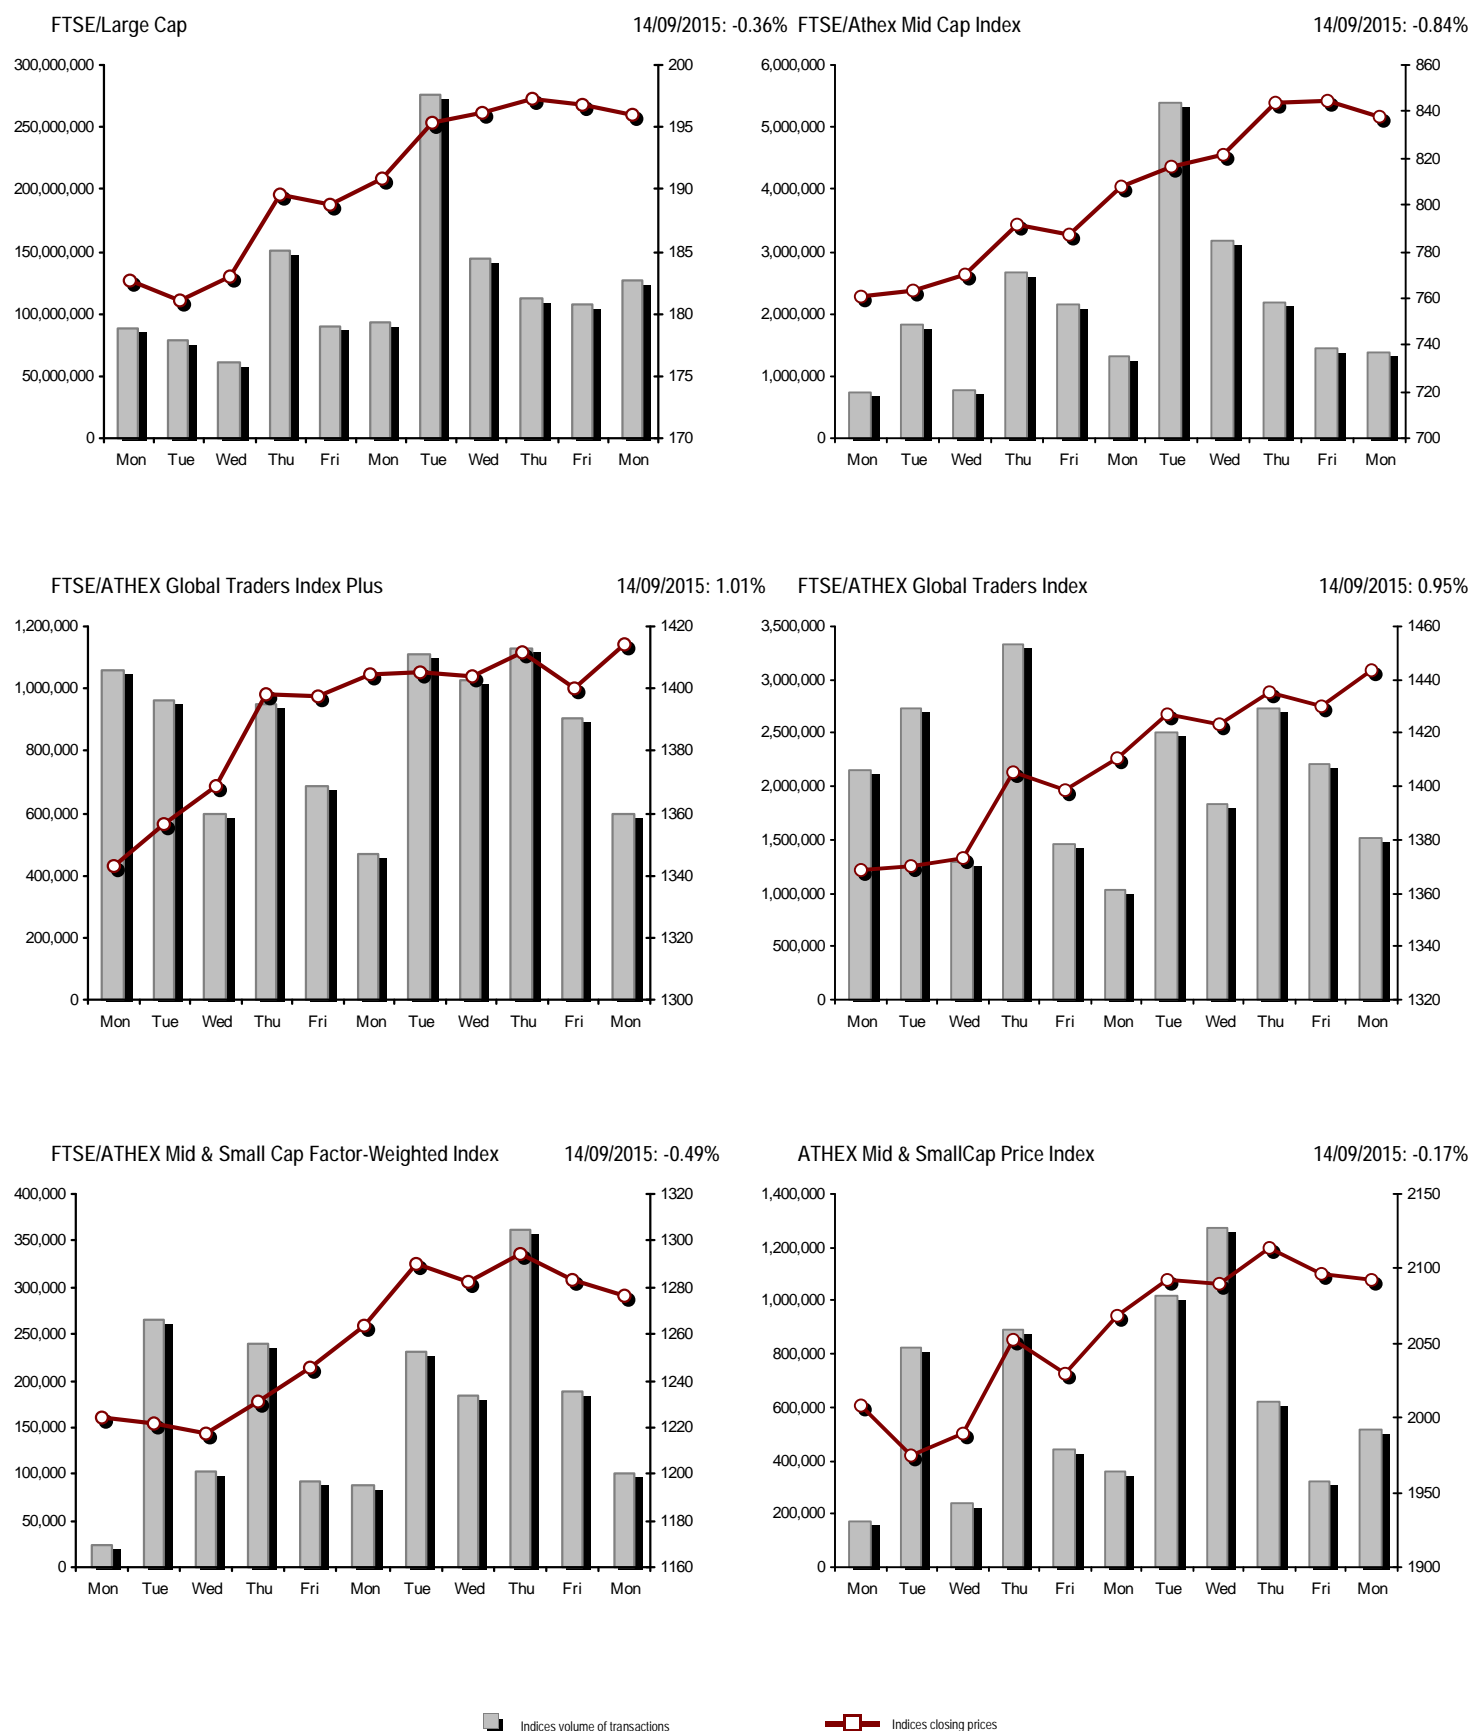 FTSE/Large Cap 14/09/2015: -0.36% FTSE/Athex Mid Cap Index 14/09/2015: -0.84%
300,000,000 200 6,000,000 860
250,000,000 195 5,000,000 840
820
200,000,000 190 4,000,000 800
150,000,000 185 3,000,000 780
100,000,000 180 2,000,000 760
740
50,000,000 175 1,000,000 720
0 170 0 700
Mon Tue Wed Thu Fri Mon Tue Wed Thu Fri Mon Mon Tue Wed Thu Fri Mon Tue Wed Thu Fri Mon
FTSE/ATHEX Global Traders Index Plus 14/09/2015: 1.01% FTSE/ATHEX Global Traders Index 14/09/2015: 0.95%
1,200,000 1420 3,500,000 1460
1,000,000 1400 3,000,000 1440
2,500,000 1420
800,000 1380 2,000,000 1400
600,000 1360 1,500,000 1380
400,000 1340 1,000,000 1360
200,000 1320 500,000 1340
0 1300 0 1320
Mon Tue Wed Thu Fri Mon Tue Wed Thu Fri Mon Mon Tue Wed Thu Fri Mon Tue Wed Thu Fri Mon
FTSE/ATHEX Mid & Small Cap Factor-Weighted Index 14/09/2015: -0.49% ATHEX Mid & SmallCap Price Index 14/09/2015: -0.17%
400,000 1320 1,400,000 2150
350,000 1300 1,200,000 2100
300,000 1280 1,000,000
250,000 1260 800,000 2050
200,000 1240 600,000 2000
150,000 1220 400,000 1950
100,000 1200 200,000
50,000 1180
0 1160 0 1900
Mon Tue Wed Thu Fri Mon Tue Wed Thu Fri Mon Mon Tue Wed Thu Fri Mon Tue Wed Thu Fri Mon
Indices volume of transactions Indices closing prices